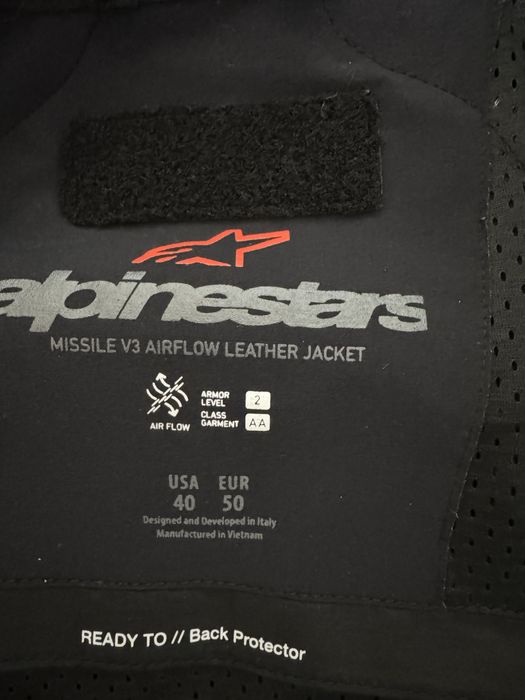 alpinestars
MISSILE V3 AIRFLOW LEATHER JACKET
AIR FLOW
ARMOR LEVEL 2
CLASS GARMENT AA
USA EUR
40 50
Designed and Developed in Italy
Manufactured in Vietnam
READY TO // Back Protector